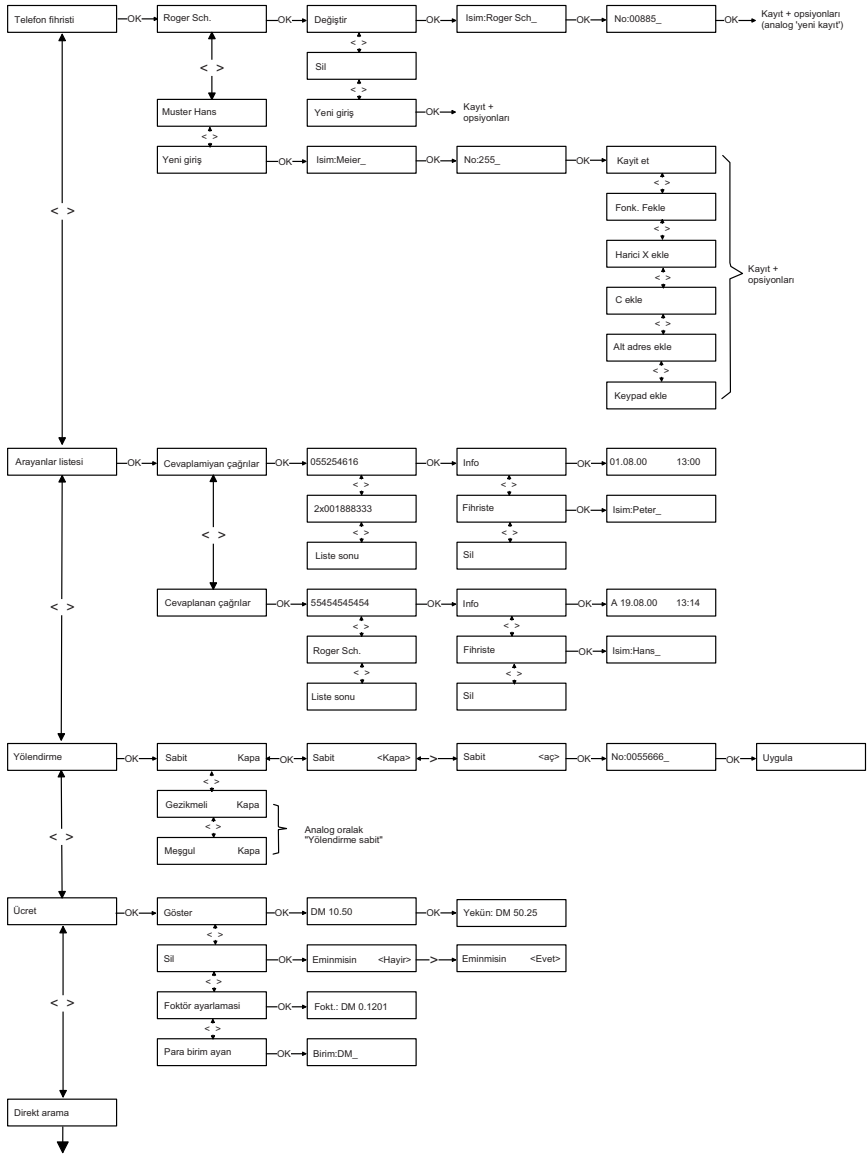 Telefon fihristi OK Roger Sch. OK Değiştir OK Isim:Roger Sch_ OK No:00885_ OK Kayıt + opsiyonları
(analog 'yeni kayıt')
< >
Sil
< >
< >
Muster Hans Yeni giriş OK Kayıt +
opsiyonları
< >
Yeni giriş OK Isim:Meier_ OK No:255_ OK Kayit et
< >
< >
Fonk. Fekle
< >
Harici X ekle
Kayıt +
opsiyonları
< >
C ekle
< >
Alt adres ekle
< >
Keypad ekle
Arayanlar listesi OK Cevaplamiyan çağrılar OK 055254616 OK Info OK 01.08.00 13:00
< > < >
2x001888333 Fihriste OK Isim:Peter_
< >
< > < >
Liste sonu Sil
Cevaplanan çağrılar OK 55454545454 OK Info OK A 19.08.00 13:14
< >
< > < >
Roger Sch. Fihriste OK Isim:Hans_
< > < >
Liste sonu Sil
Yölendirme OK Sabit Kapa OK Sabit <Kapa> > Sabit <aç> OK No:0055666_ OK Uygula
< >
Gezikmeli Kapa
< >
< >
Analog oralak
"Yölendirme sabit"
Meşgul Kapa
Ücret OK Göster OK DM 10.50 OK Yekün: DM 50.25
< >
Sil OK Eminmisin <Hayir> > Eminmisin <Evet>
< >
< >
Foktör ayarlamasi OK Fokt.: DM 0.1201
< >
Para birim ayan OK Birim:DM_
Direkt arama